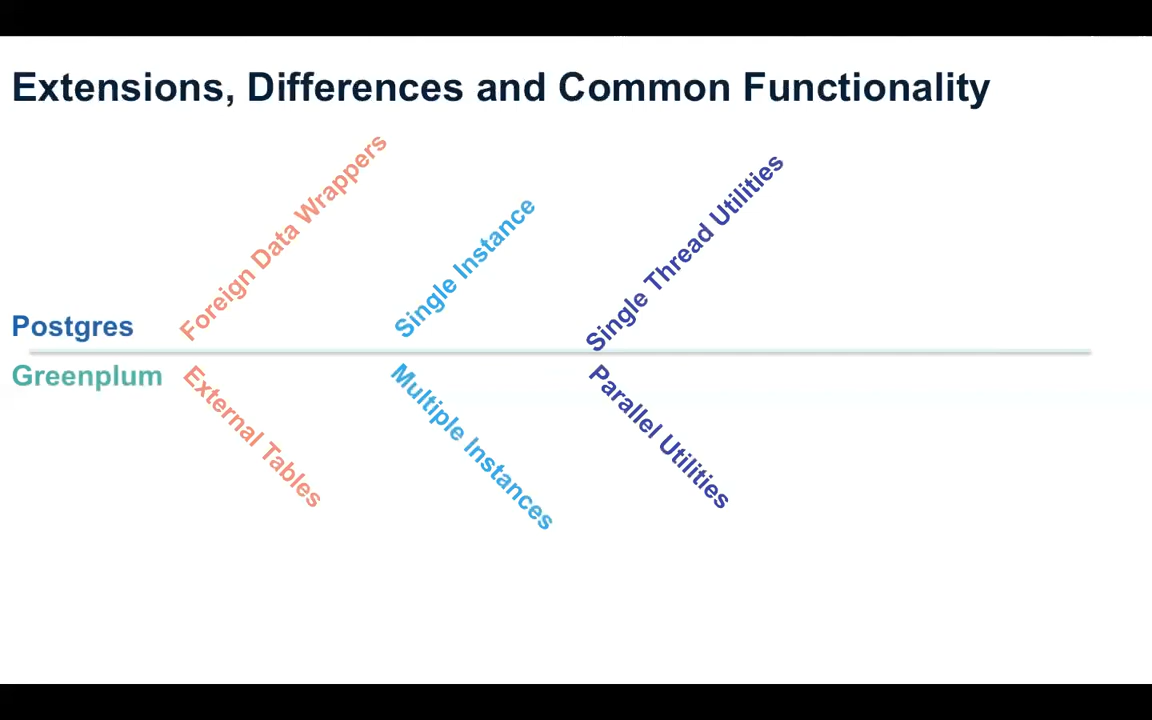 Extensions, Differences and Common Functionality
Foreign Data Wrappers
Single Instance
Single Thread Utilities
Postgres
Greenplum
External Tables
Multiple Instances
Parallel Utilities